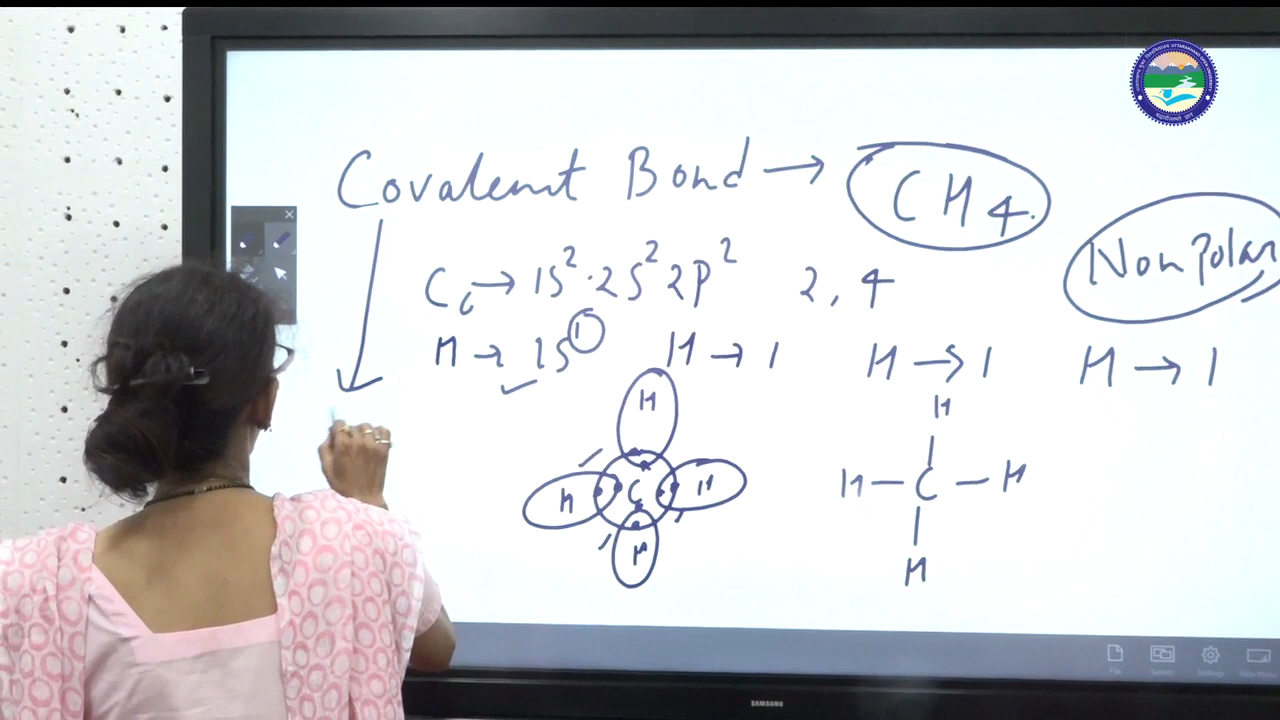 Covalent Bond → CH4.
Non Polar
C6 → 1S² · 2S² 2P² 2, 4
H → 1S¹ H → 1 H → 1 H → 1
H
H C H
H
H
H — C — H
H
SAMSUNG